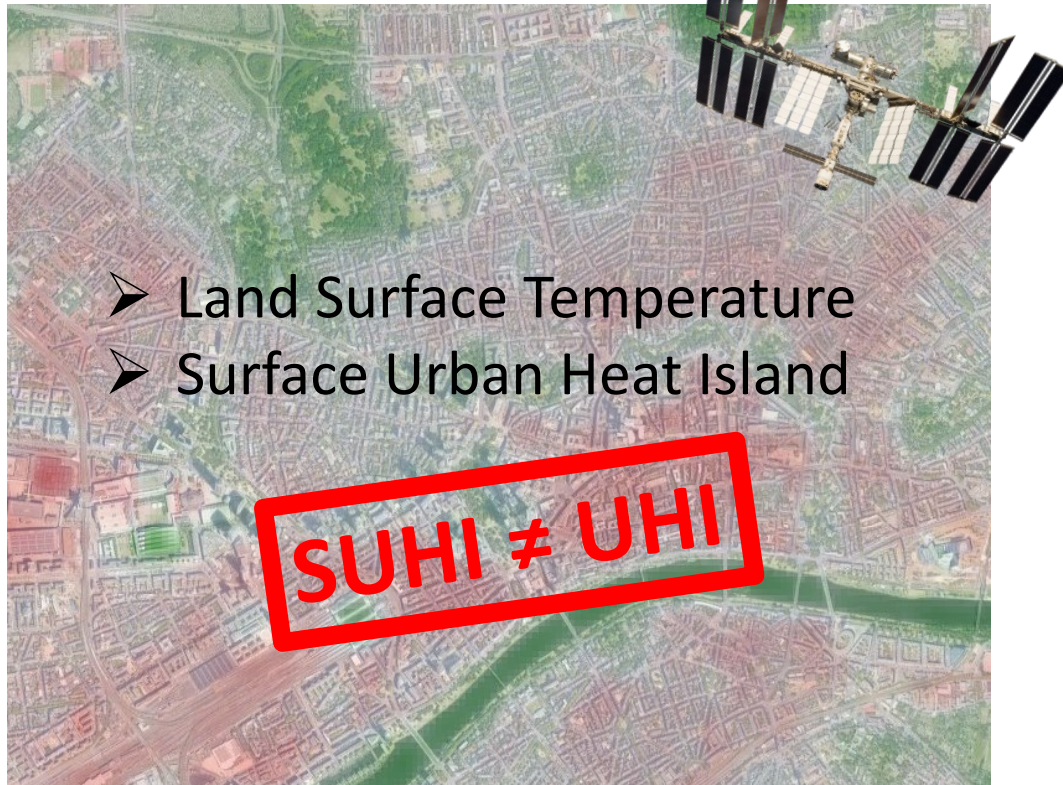 ➢ Land Surface Temperature
➢ Surface Urban Heat Island
SUHI ≠ UHI